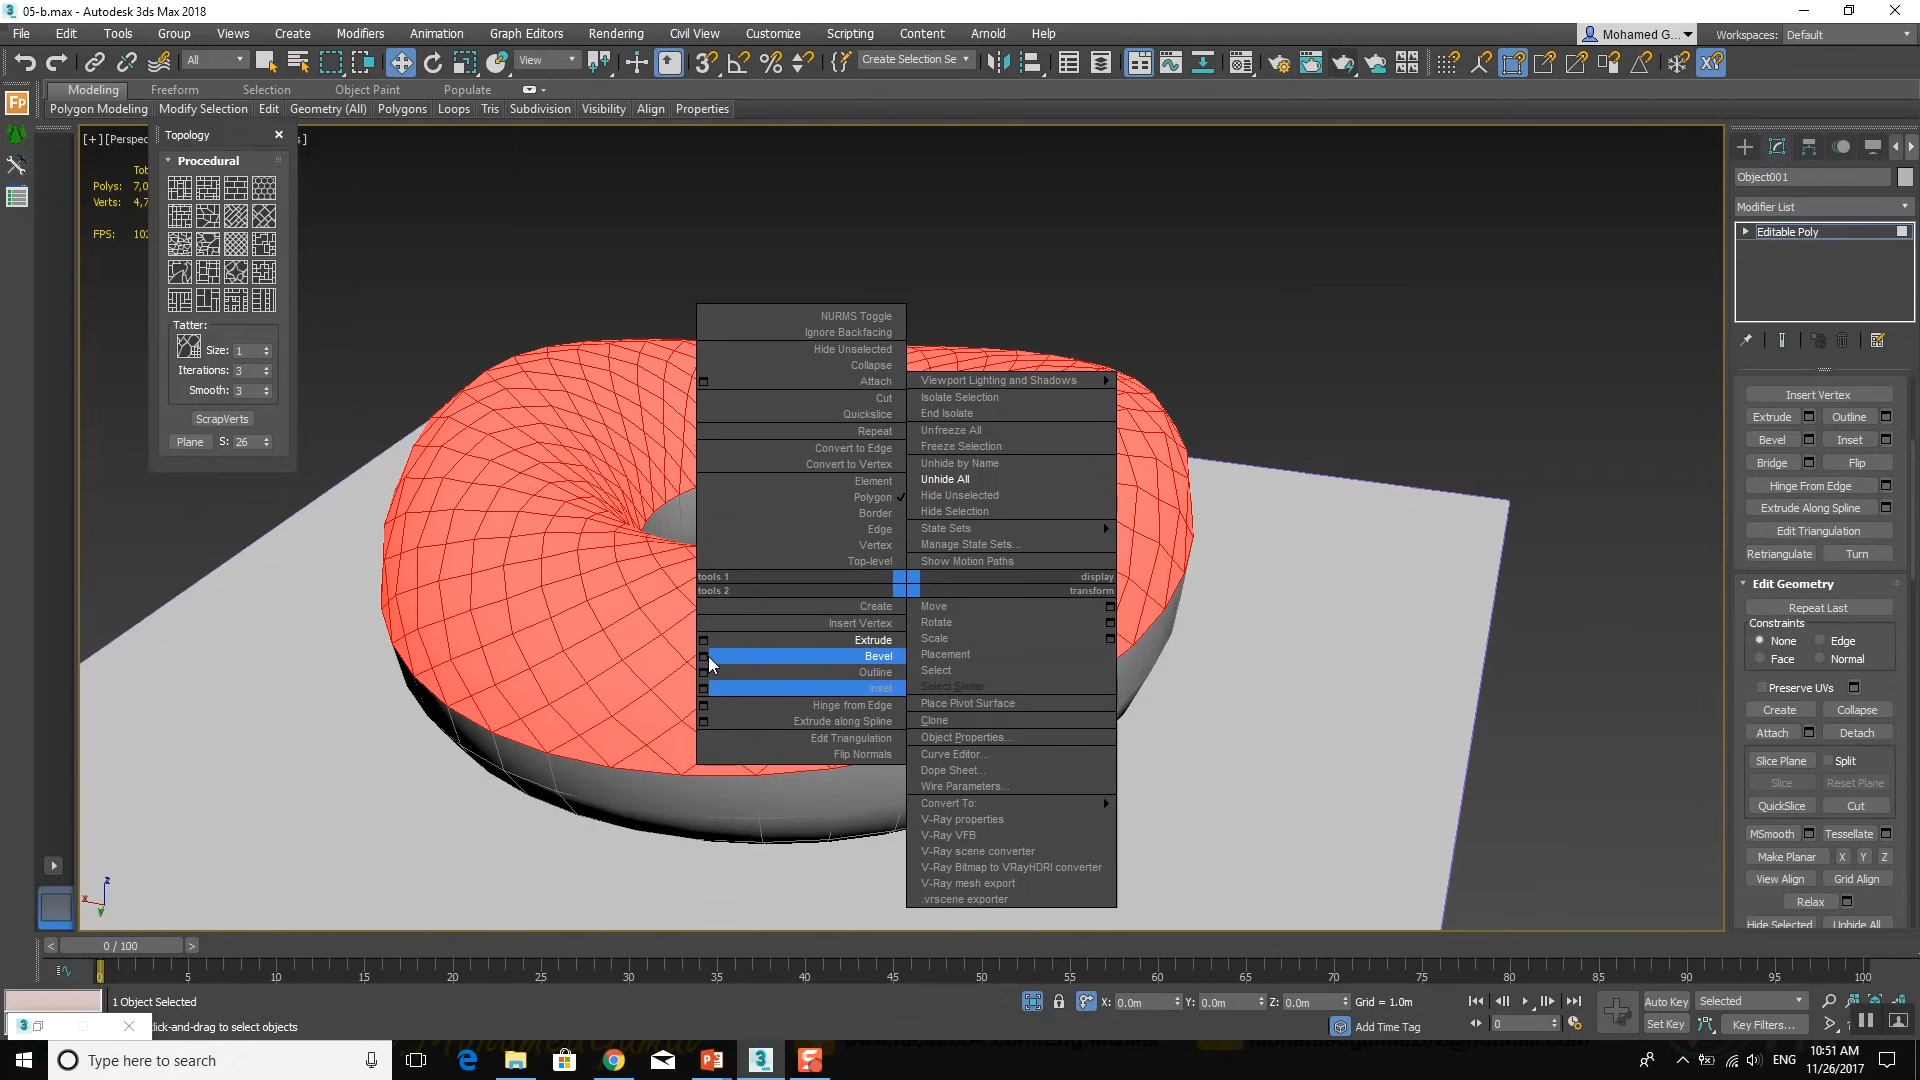 05-b.max - Autodesk 3ds Max 2018
File Edit Tools Group Views Create Modifiers Animation Graph Editors Rendering Civil View Customize Scripting Content Arnold Help
Mohamed G... Workspaces: Default
All View Create Selection Se
Modeling Freeform Selection Object Paint Populate
Polygon Modeling Modify Selection Edit Geometry (All) Polygons Loops Tris Subdivision Visibility Align Properties
Topology
[+][Perspec
Procedural
Polys: 7,0
Verts: 4,7
FPS:
Tatter:
Size: 1
Iterations: 3
Smooth: 3
ScrapVerts
Plane S: 26
NURMS Toggle
Ignore Backfacing
Hide Unselected
Collapse
Attach
Cut
Quickslice
Repeat
Convert to Edge
Convert to Vertex
Element
Polygon
Border
Edge
Vertex
Top-level
tools 1
tools 2
Create
Insert Vertex
Extrude
Bevel
Outline
Inset
Hinge from Edge
Extrude along Spline
Edit Triangulation
Flip Normals
Viewport Lighting and Shadows
Isolate Selection
End Isolate
Unfreeze All
Freeze Selection
Unhide by Name
Unhide All
Hide Unselected
Hide Selection
State Sets
Manage State Sets...
Show Motion Paths
display
transform
Move
Rotate
Scale
Placement
Select
Select Similar
Place Pivot Surface
Clone
Object Properties...
Curve Editor...
Dope Sheet...
Wire Parameters...
Convert To:
V-Ray properties
V-Ray VFB
V-Ray scene converter
V-Ray Bitmap to VRayHDRI converter
V-Ray mesh export
.vrscene exporter
Object001
Modifier List
Editable Poly
Insert Vertex
Extrude Outline
Bevel Inset
Bridge Flip
Hinge From Edge
Extrude Along Spline
Edit Triangulation
Retriangulate Turn
Edit Geometry
Repeat Last
Constraints
None Edge
Face Normal
Preserve UVs
Create Collapse
Attach Detach
Slice Plane Split
Slice Reset Plane
QuickSlice Cut
MSmooth Tessellate
Make Planar X Y Z
View Align Grid Align
Relax
Hide Selected Unhide All
z
x
y
0 / 100
0 5 10 15 20 25 30 35 40 45 50 55 60 65 70 75 80 85 90 95 100
1 Object Selected
X: 0.0m Y: 0.0m Z: 0.0m Grid = 1.0m
Auto Key Selected
click-and-drag to select objects
Add Time Tag
0
Set Key Key Filters...
Type here to search
ENG
10:51 AM
11/26/2017